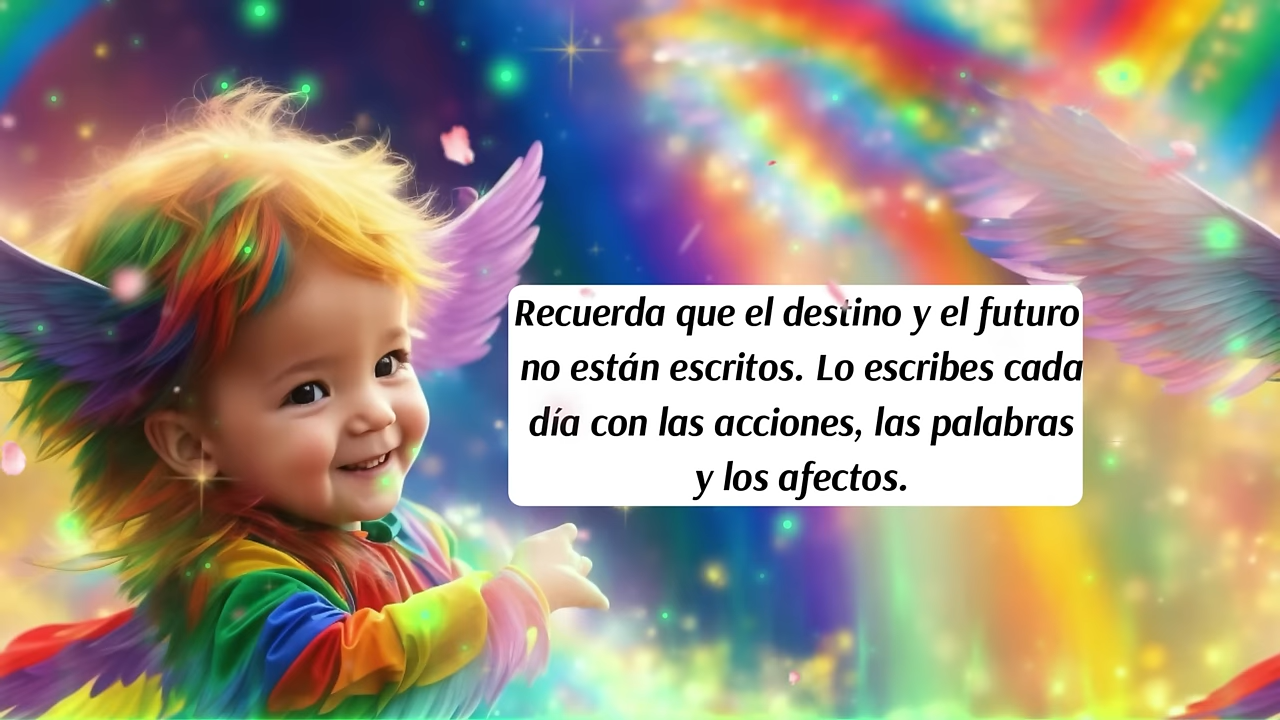 Recuerda que el destino y el futuro
no están escritos. Lo escribes cada
día con las acciones, las palabras
y los afectos.